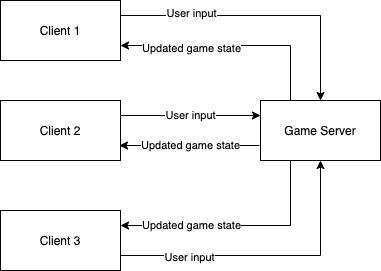 User input
Client 1
Updated game state
User input
Client 2
Game Server
Updated game state
Updated game state
Client 3
User input